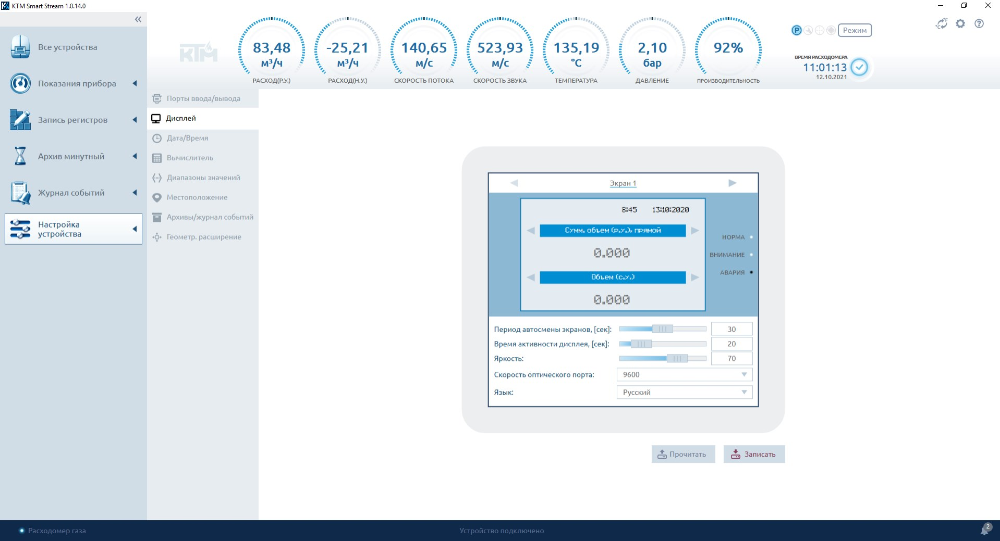 KTM Smart Stream 1.0.14.0
Все устройства
Показания прибора
Запись регистров
Архив минутный
Журнал событий
Настройка
устройства
КТМ
83,48
м³/ч
РАСХОД(Р.У.)
-25,21
м³/ч
РАСХОД(Н.У.)
140,65
м/с
СКОРОСТЬ ПОТОКА
523,93
м/с
СКОРОСТЬ ЗВУКА
135,19
°C
ТЕМПЕРАТУРА
2,10
бар
ДАВЛЕНИЕ
92%
ПРОИЗВОДИТЕЛЬНОСТЬ
P
Режим
°C °F
ВРЕМЯ РАСХОДОМЕРА
11:01:13
12.10.2021
Порты ввода/вывода
Дисплей
Дата/Время
Вычислитель
Диапазоны значений
Местоположение
Архивы/журнал событий
Геометр. расширение
Экран 1
8:45 13:10:2020
Сумм. объем (р.у.), прямой
0.000
Объем (с.у.)
0.000
НОРМА
ВНИМАНИЕ
АВАРИЯ
Период автосмены экранов, [сек]: 30
Время активности дисплея, [сек]: 20
Яркость: 70
Скорость оптического порта: 9600
Язык: Русский
Прочитать
Записать
Расходомер газа
Устройство подключено
2